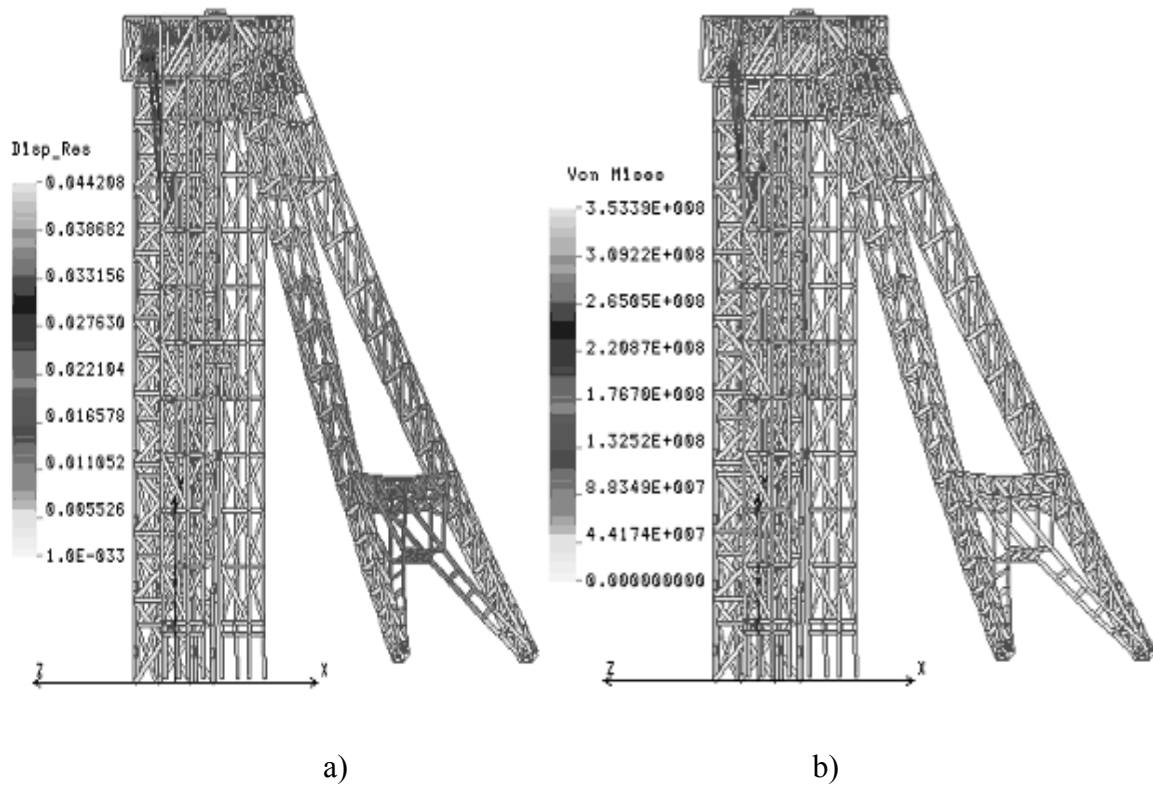 Disp_Res
0.044208
0.038682
0.033156
0.027630
0.022104
0.016578
0.011052
0.005526
1.0E-033
Z
X
a)
Von Mises
3.5339E+008
3.0922E+008
2.6505E+008
2.2087E+008
1.7670E+008
1.3252E+008
8.8349E+007
4.4174E+007
0.000000000
Z
X
b)